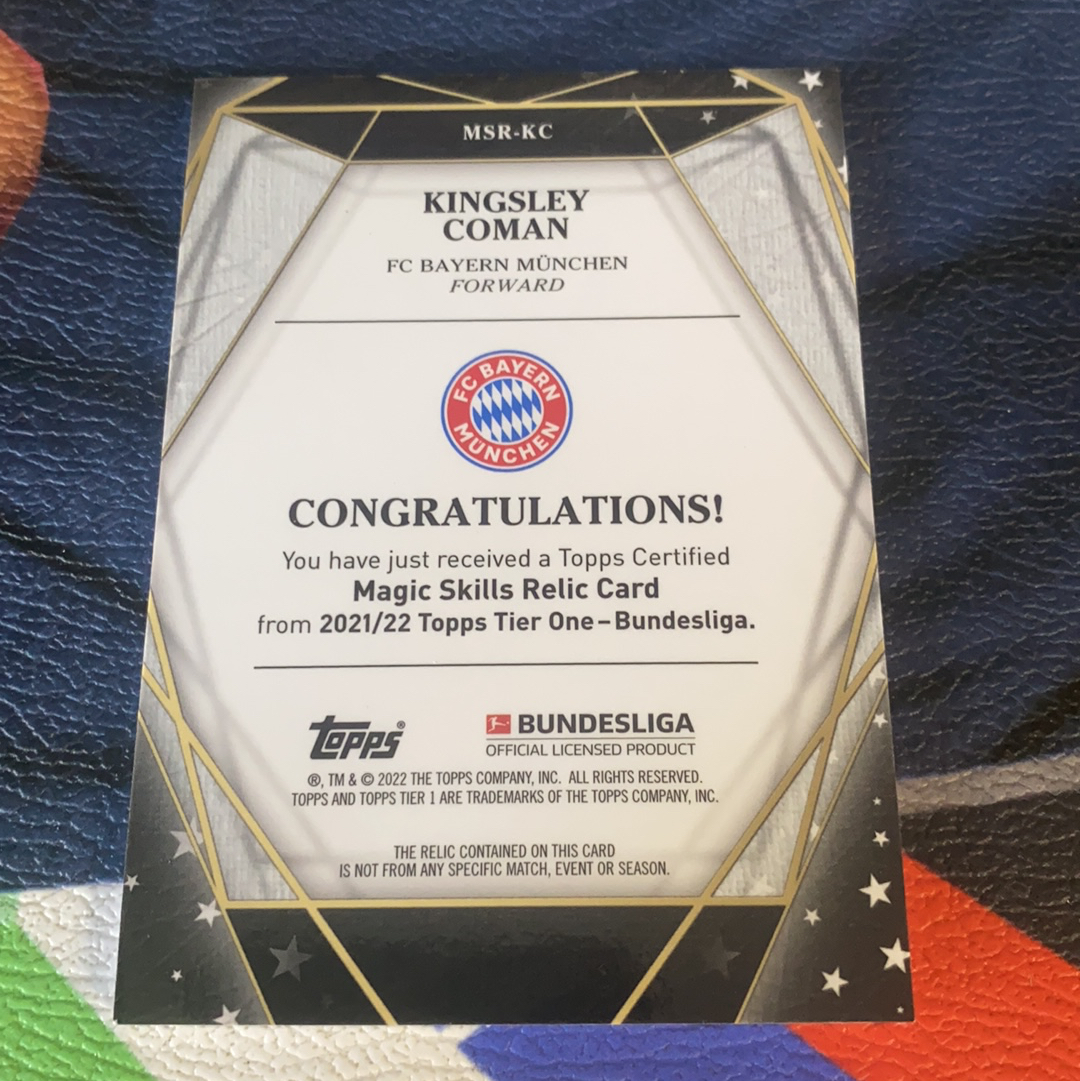 MSR-KC
KINGSLEY
COMAN
FC BAYERN MÜNCHEN
FORWARD
FC BAYERN
MÜNCHEN
CONGRATULATIONS!
You have just received a Topps Certified
Magic Skills Relic Card
from 2021/22 Topps Tier One–Bundesliga.
topps®
BUNDESLIGA
OFFICIAL LICENSED PRODUCT
®, TM & © 2022 THE TOPPS COMPANY, INC. ALL RIGHTS RESERVED.
TOPPS AND TOPPS TIER 1 ARE TRADEMARKS OF THE TOPPS COMPANY, INC.
THE RELIC CONTAINED ON THIS CARD
IS NOT FROM ANY SPECIFIC MATCH, EVENT OR SEASON.